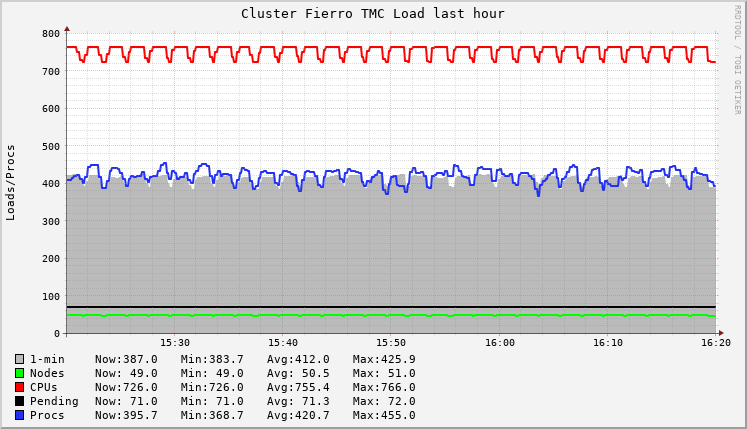 Cluster Fierro TMC Load last hour
RRDTOOL / TOBI OETIKER
Loads/Procs
800
700
600
500
400
300
200
100
0
15:30 15:40 15:50 16:00 16:10 16:20
1-min Now:387.0 Min:383.7 Avg:412.0 Max:425.9
Nodes Now: 49.0 Min: 49.0 Avg: 50.5 Max: 51.0
CPUs Now:726.0 Min:726.0 Avg:755.4 Max:766.0
Pending Now: 71.0 Min: 71.0 Avg: 71.3 Max: 72.0
Procs Now:395.7 Min:368.7 Avg:420.7 Max:455.0